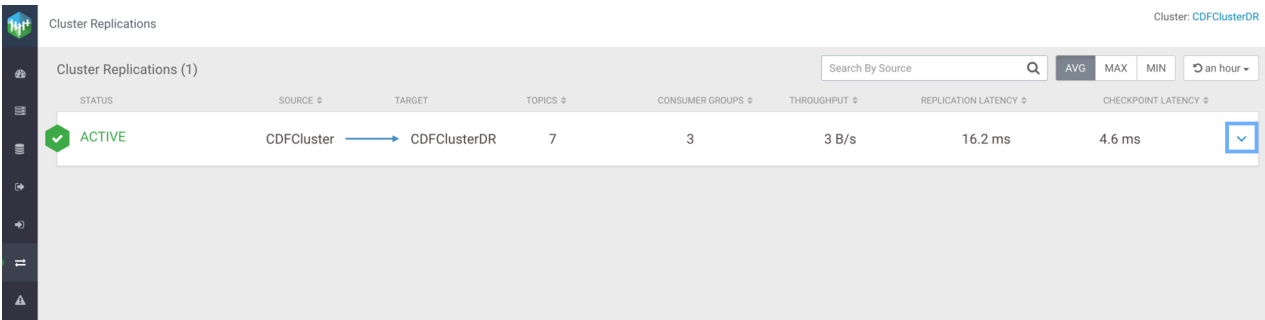 Cluster Replications
Cluster: CDFClusterDR
Cluster Replications (1)
Search By Source
AVG MAX MIN an hour
STATUS SOURCE TARGET TOPICS CONSUMER GROUPS THROUGHPUT REPLICATION LATENCY CHECKPOINT LATENCY
ACTIVE CDFCluster CDFClusterDR 7 3 3 B/s 16.2 ms 4.6 ms